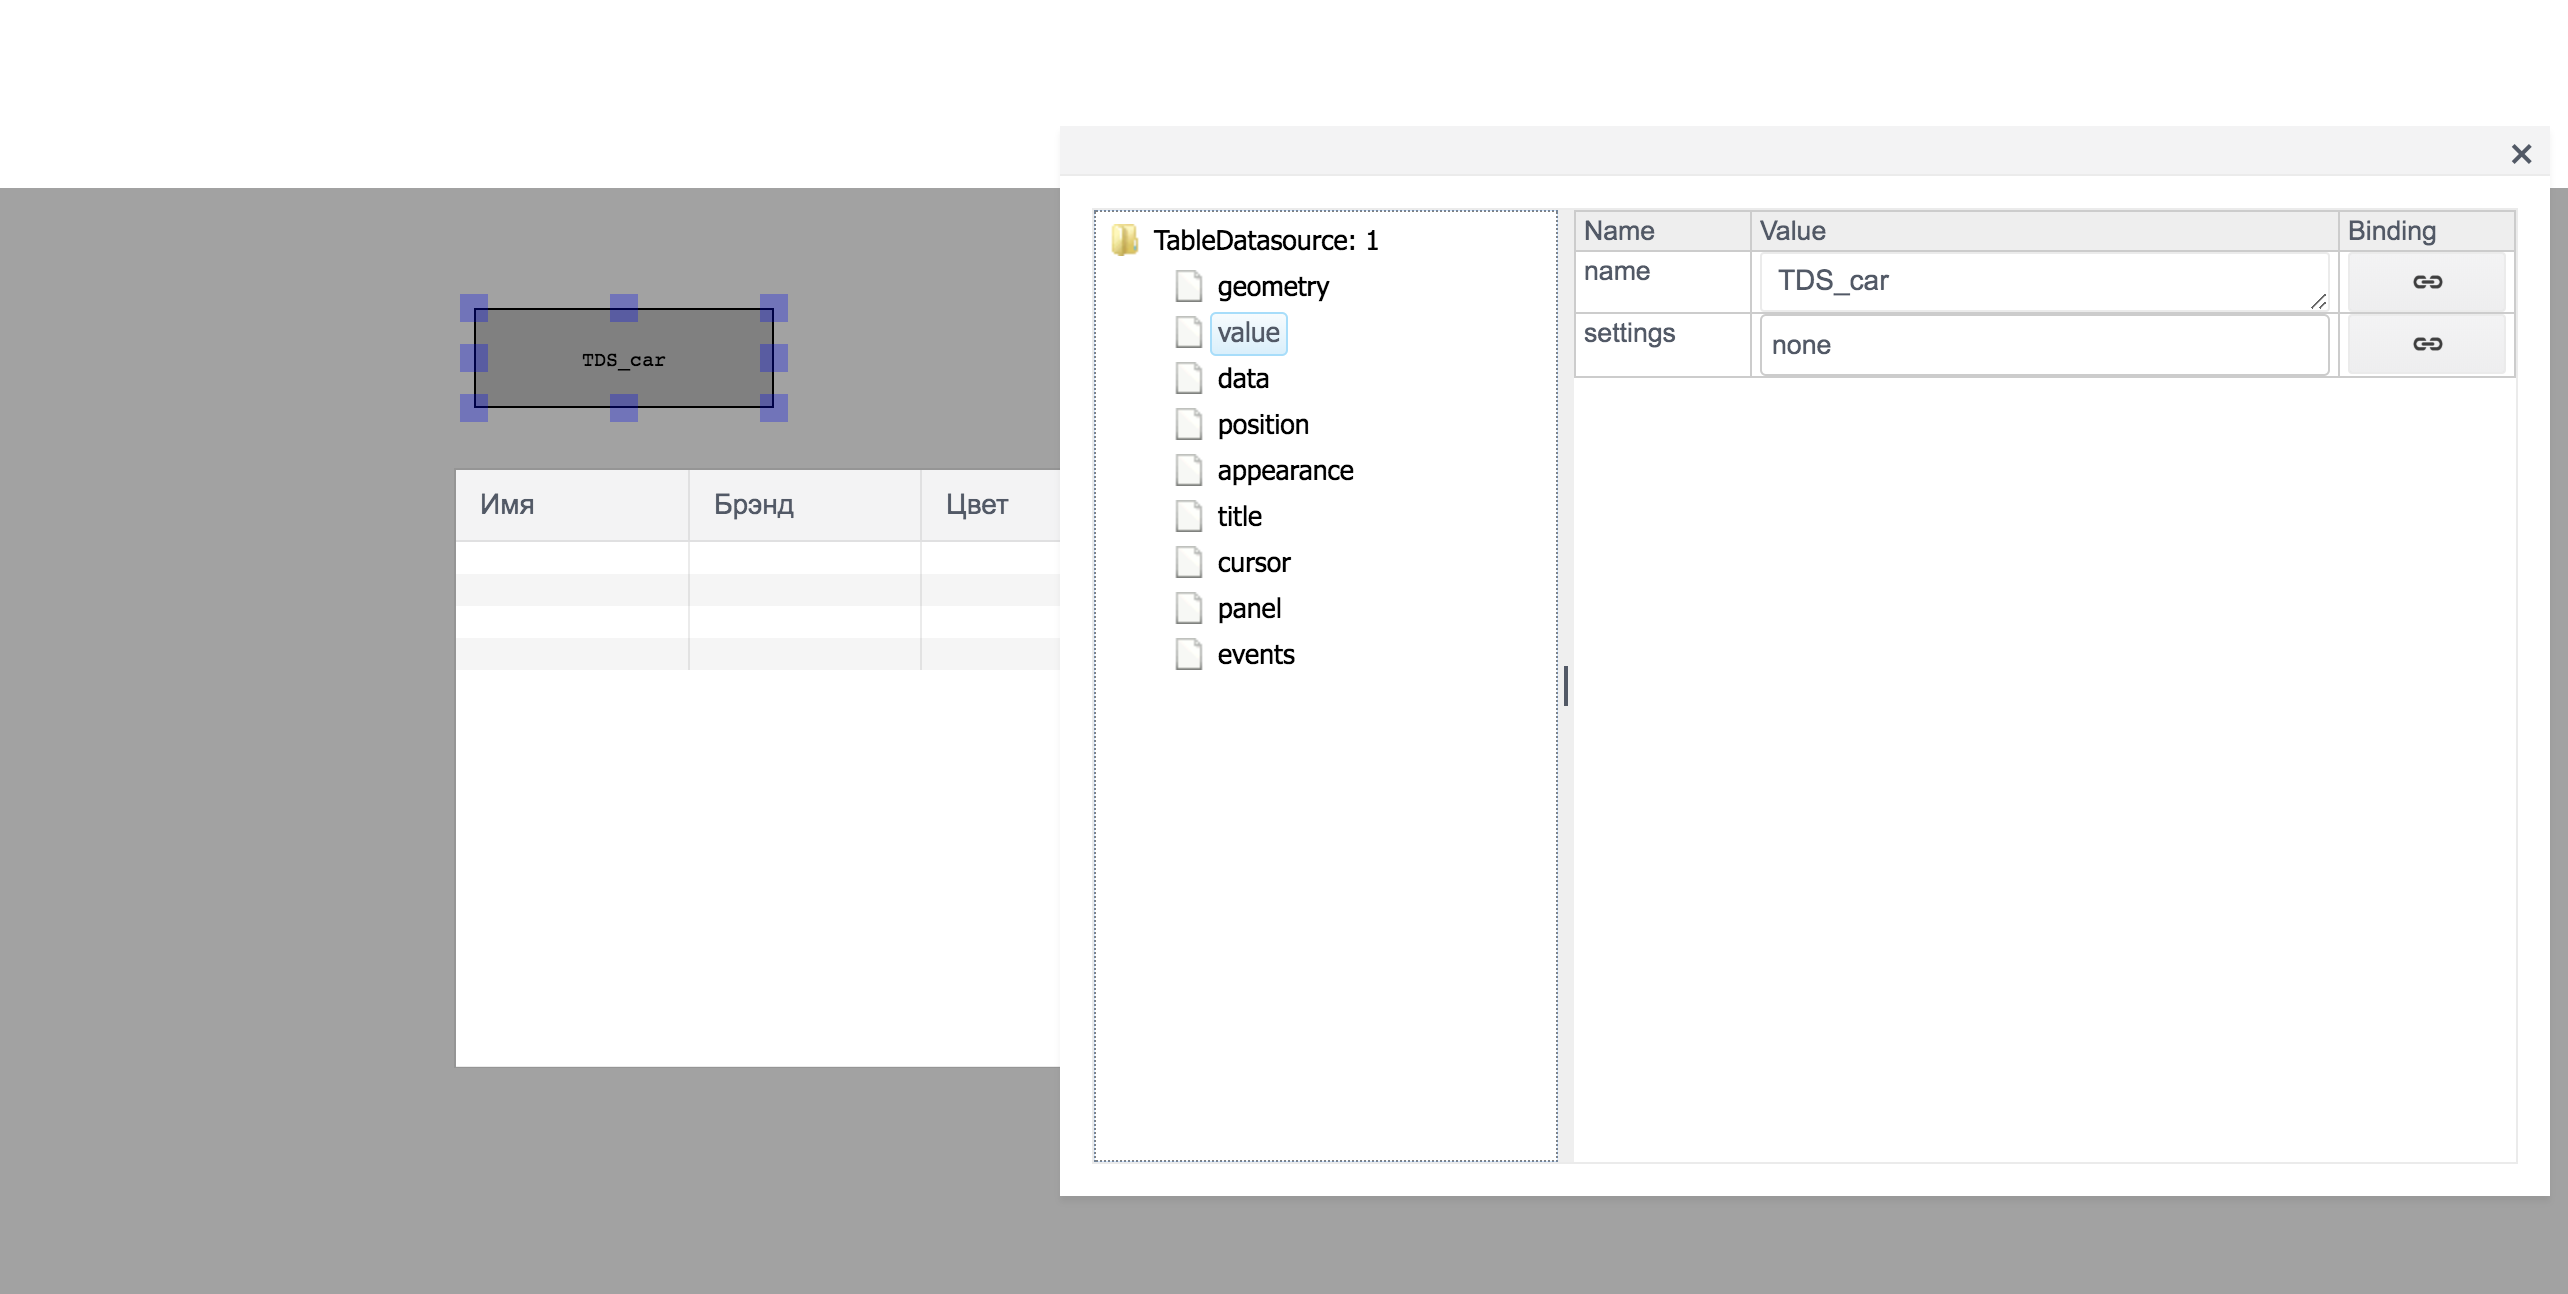 TDS_car
Имя Брэнд Цвет
TableDatasource: 1
geometry
value
data
position
appearance
title
cursor
panel
events
Name Value Binding
name TDS_car
settings none